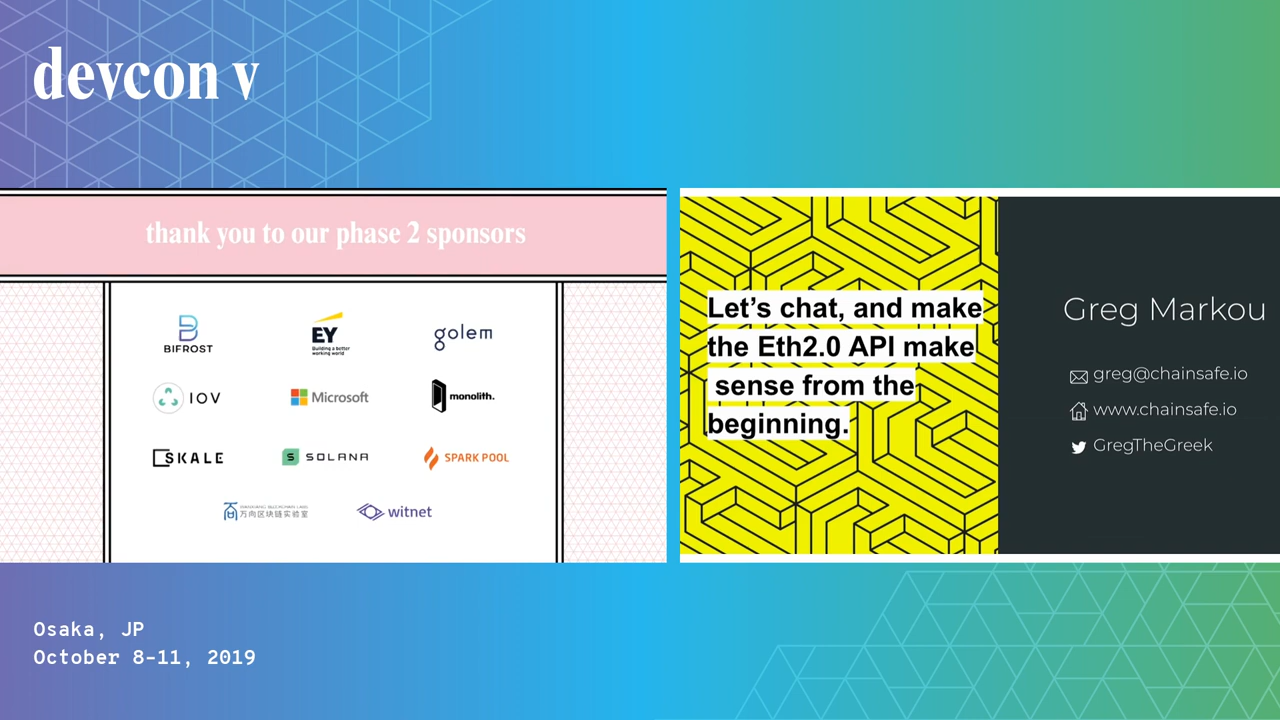 devcon v
thank you to our phase 2 sponsors
BIFROST
EY
Building a better
working world
golem
IOV
Microsoft
monolith.
SKALE
SOLANA
SPARK POOL
万向区块链实验室
witnet
Let's chat, and make
the Eth2.0 API make
sense from the
beginning.
Greg Markou
greg@chainsafe.io
www.chainsafe.io
GregTheGreek
Osaka, JP
October 8-11, 2019